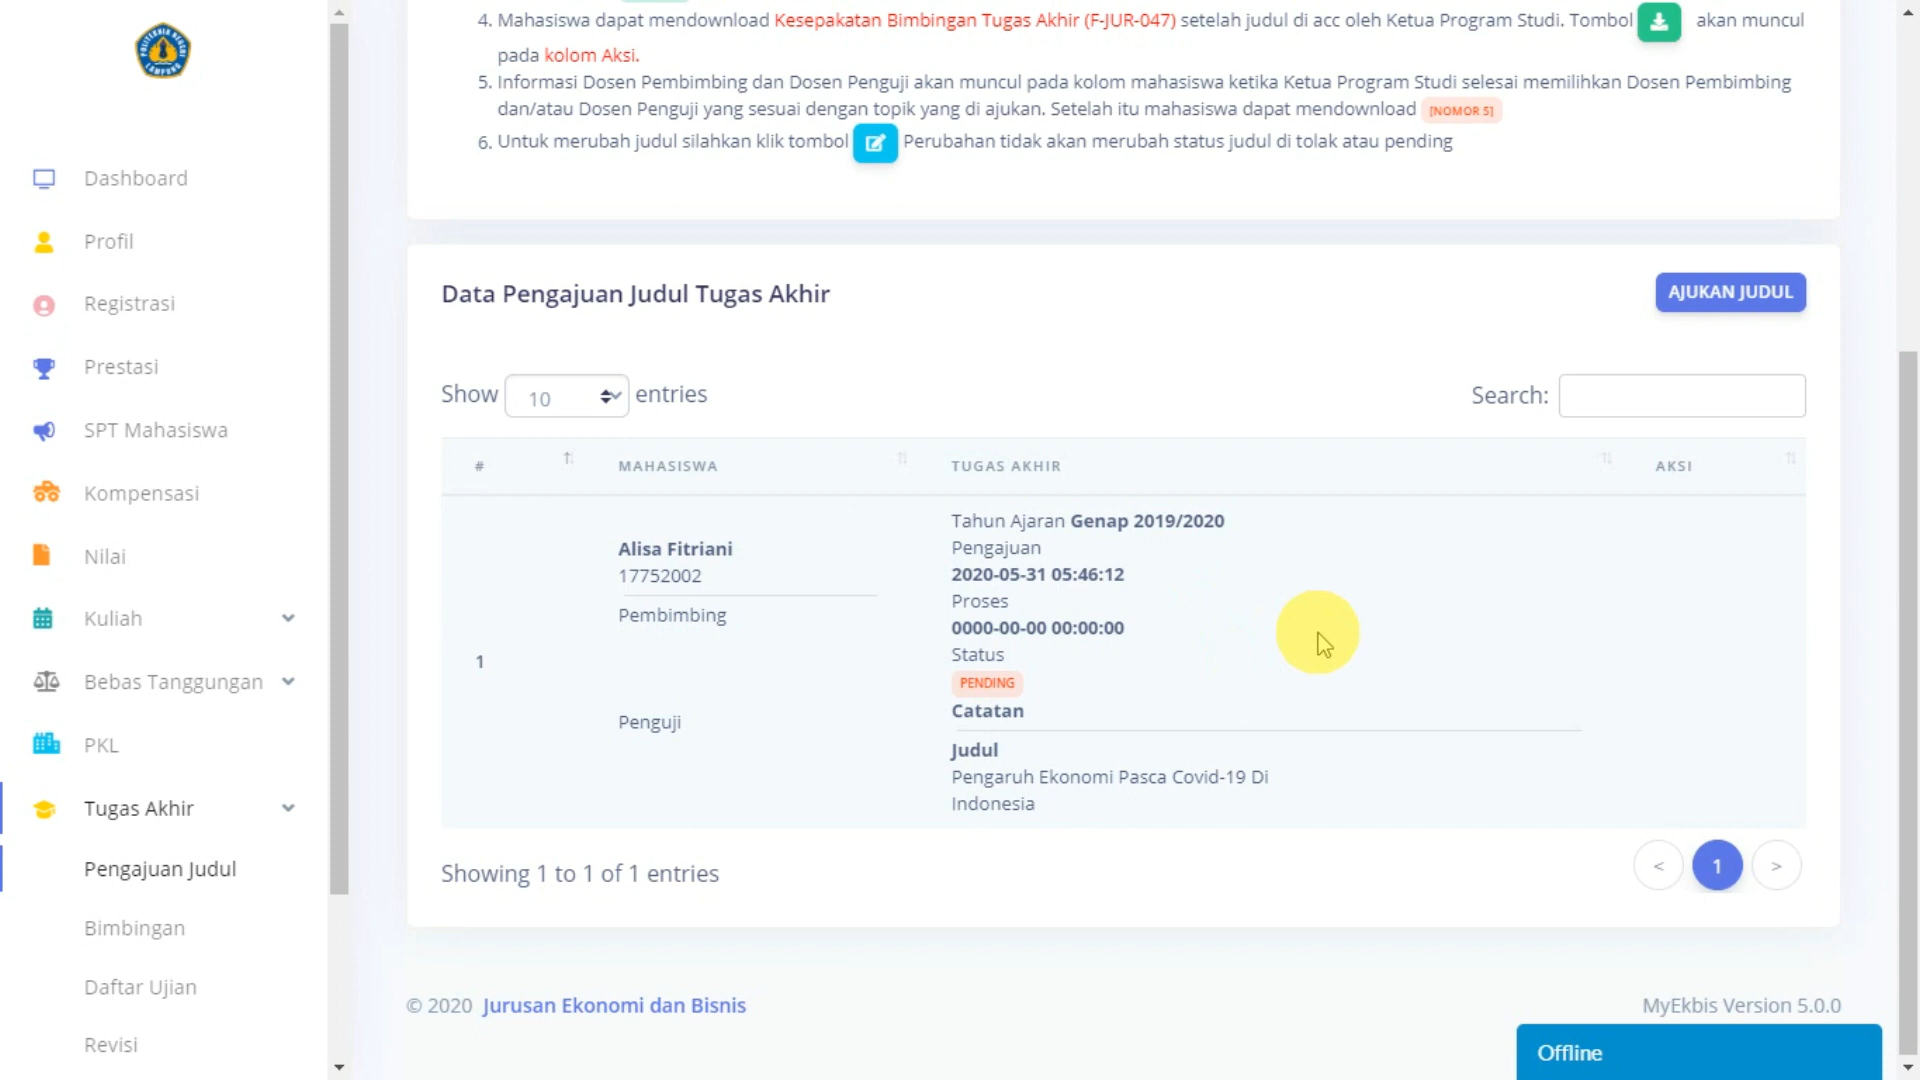 POLITEKNIK NEGERI
LAMPUNG
Dashboard
Profil
Registrasi
Prestasi
SPT Mahasiswa
Kompensasi
Nilai
Kuliah
Bebas Tanggungan
PKL
Tugas Akhir
Pengajuan Judul
Bimbingan
Daftar Ujian
Revisi
4. Mahasiswa dapat mendownload Kesepakatan Bimbingan Tugas Akhir (F-JUR-047) setelah judul di acc oleh Ketua Program Studi. Tombol akan muncul
pada kolom Aksi.
5. Informasi Dosen Pembimbing dan Dosen Penguji akan muncul pada kolom mahasiswa ketika Ketua Program Studi selesai memilihkan Dosen Pembimbing
dan/atau Dosen Penguji yang sesuai dengan topik yang di ajukan. Setelah itu mahasiswa dapat mendownload [NOMOR 5]
6. Untuk merubah judul silahkan klik tombol Perubahan tidak akan merubah status judul di tolak atau pending
Data Pengajuan Judul Tugas Akhir
AJUKAN JUDUL
Show 10 entries
Search:
# MAHASISWA TUGAS AKHIR AKSI
1
Alisa Fitriani
17752002
Pembimbing
Penguji
Tahun Ajaran Genap 2019/2020
Pengajuan
2020-05-31 05:46:12
Proses
0000-00-00 00:00:00
Status
PENDING
Catatan
Judul
Pengaruh Ekonomi Pasca Covid-19 Di
Indonesia
Showing 1 to 1 of 1 entries
< 1 >
© 2020 Jurusan Ekonomi dan Bisnis
MyEkbis Version 5.0.0
Offline